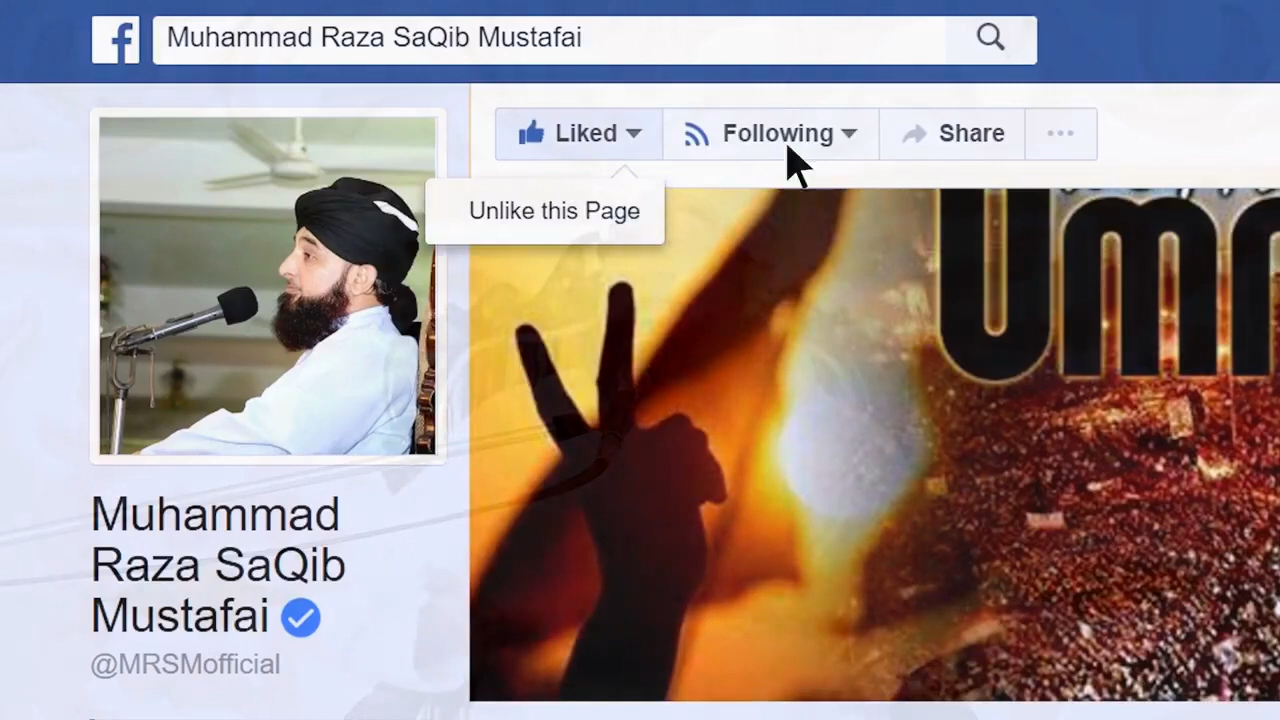 Muhammad Raza SaQib Mustafai
Liked
Following
Share
Unlike this Page
Muhammad
Raza SaQib
Mustafai
@MRSMofficial